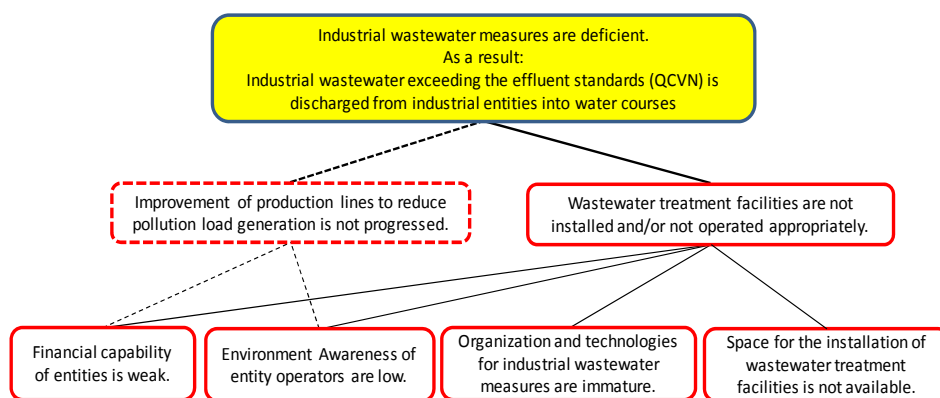 Industrial wastewater measures are deficient.
As a result:
Industrial wastewater exceeding the effluent standards (QCVN) is
discharged from industrial entities into water courses
Improvement of production lines to reduce
pollution load generation is not progressed.
Wastewater treatment facilities are not
installed and/or not operated appropriately.
Financial capability
of entities is weak.
Environment Awareness of
entity operators are low.
Organization and technologies
for industrial wastewater
measures are immature.
Space for the installation of
wastewater treatment
facilities is not available.